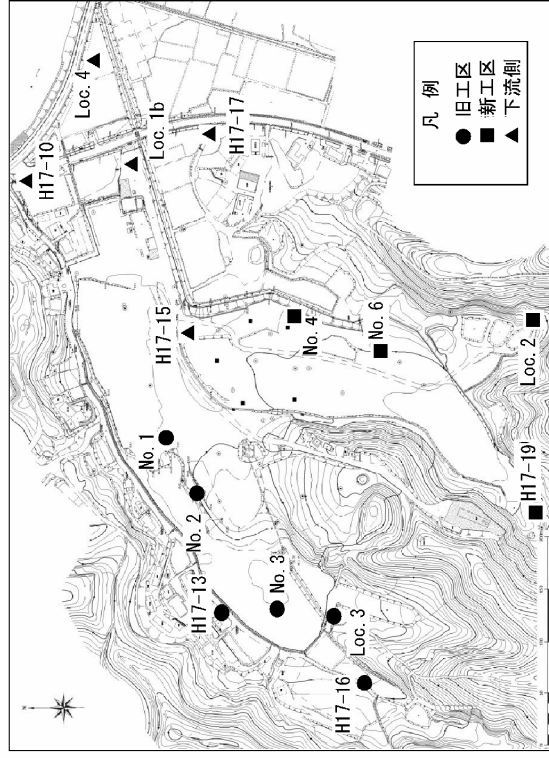 H17-10
Loc. 4
Loc. 1b
H17-17
H17-15
No. 4
No. 6
Loc. 2
H17-19
No. 1
No. 2
No. 3
H17-13
Loc. 3
H17-16
凡 例
● 旧工区
■ 新工区
▲ 下流側